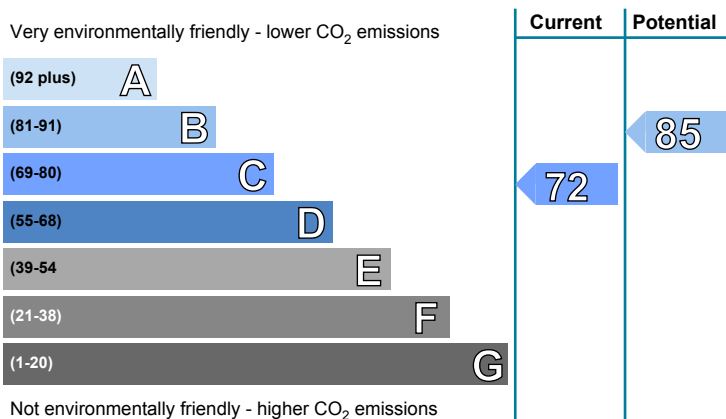 Very environmentally friendly - lower CO₂ emissions
Current
Potential
(92 plus) A
(81-91) B
85
(69-80) C
72
(55-68) D
(39-54 E
(21-38) F
(1-20) G
Not environmentally friendly - higher CO₂ emissions